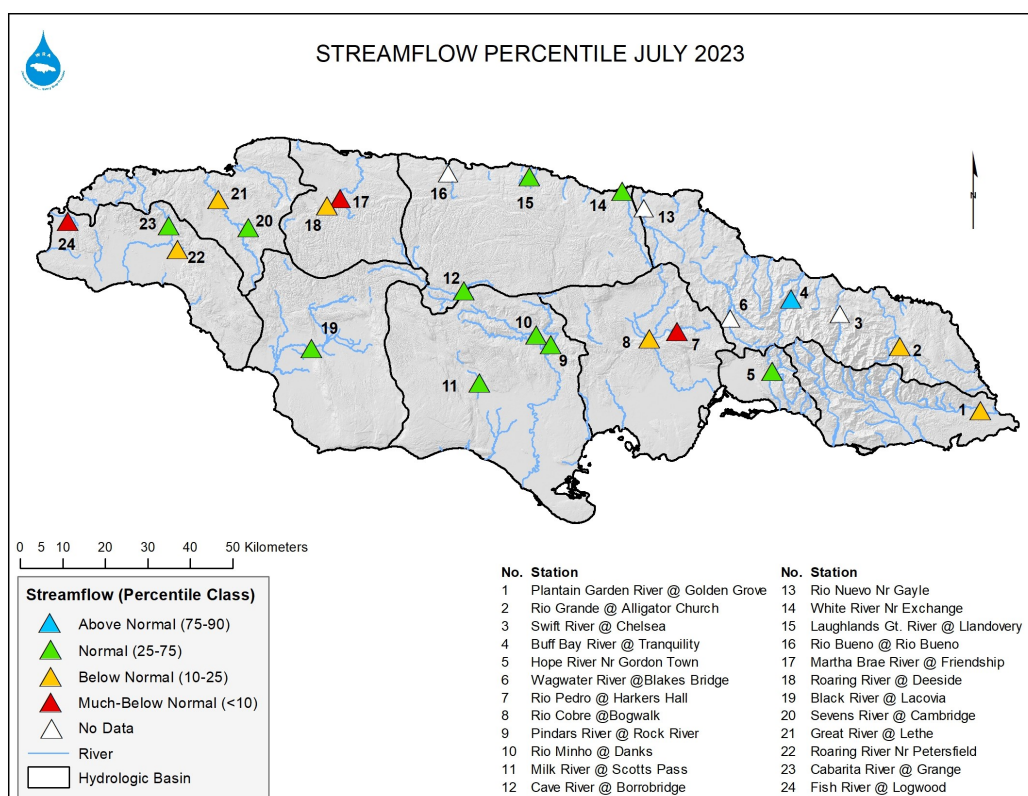 WRA
STREAMFLOW PERCENTILE JULY 2023
N
21
17
16
15
14
13
18
20
23
24
22
12
4
6
3
19
10
8
7
2
9
5
11
1
0 5 10 20 30 40 50 Kilometers
Streamflow (Percentile Class)
Above Normal (75-90)
Normal (25-75)
Below Normal (10-25)
Much-Below Normal (<10)
No Data
River
Hydrologic Basin
No. Station
1 Plantain Garden River @ Golden Grove
2 Rio Grande @ Alligator Church
3 Swift River @ Chelsea
4 Buff Bay River @ Tranquility
5 Hope River Nr Gordon Town
6 Wagwater River @Blakes Bridge
7 Rio Pedro @ Harkers Hall
8 Rio Cobre @Bogwalk
9 Pindars River @ Rock River
10 Rio Minho @ Danks
11 Milk River @ Scotts Pass
12 Cave River @ Borrobridge
No. Station
13 Rio Nuevo Nr Gayle
14 White River Nr Exchange
15 Laughlands Gt. River @ Llandovery
16 Rio Bueno @ Rio Bueno
17 Martha Brae River @ Friendship
18 Roaring River @ Deeside
19 Black River @ Lacovia
20 Sevens River @ Cambridge
21 Great River @ Lethe
22 Roaring River Nr Petersfield
23 Cabarita River @ Grange
24 Fish River @ Logwood